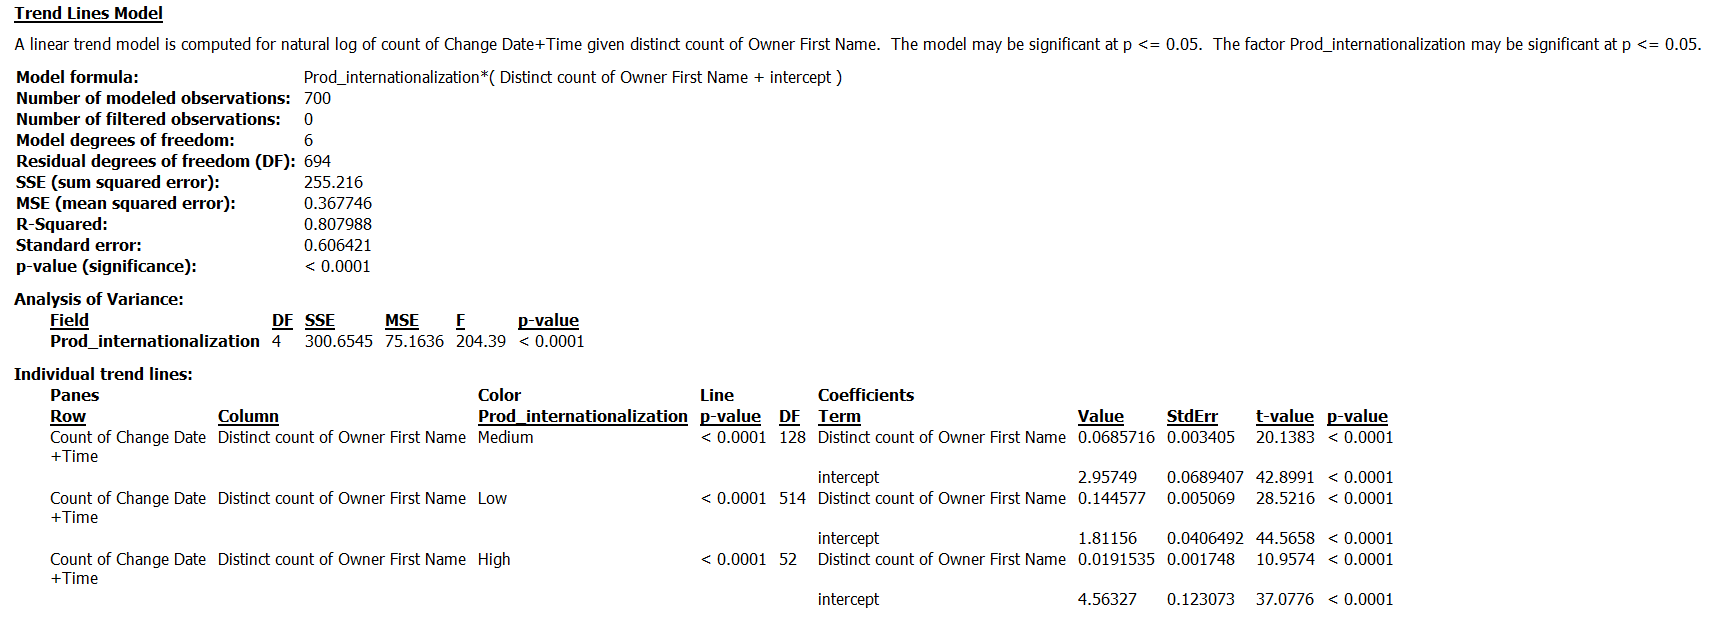 Trend Lines Model
A linear trend model is computed for natural log of count of Change Date+Time given distinct count of Owner First Name.  The model may be significant at p <= 0.05.  The factor Prod_internationalization may be significant at p <= 0.05.
Model formula: Prod_internationalization*( Distinct count of Owner First Name + intercept )
Number of modeled observations: 700
Number of filtered observations: 0
Model degrees of freedom: 6
Residual degrees of freedom (DF): 694
SSE (sum squared error): 255.216
MSE (mean squared error): 0.367746
R-Squared: 0.807988
Standard error: 0.606421
p-value (significance): < 0.0001
Analysis of Variance:
Field DF SSE MSE F p-value
Prod_internationalization 4 300.6545 75.1636 204.39 < 0.0001
Individual trend lines:
Panes Color Line Coefficients
Row Column Prod_internationalization p-value DF Term Value StdErr t-value p-value
Count of Change Date Distinct count of Owner First Name Medium < 0.0001 128 Distinct count of Owner First Name 0.0685716 0.003405 20.1383 < 0.0001
+Time
intercept 2.95749 0.0689407 42.8991 < 0.0001
Count of Change Date Distinct count of Owner First Name Low < 0.0001 514 Distinct count of Owner First Name 0.144577 0.005069 28.5216 < 0.0001
+Time
intercept 1.81156 0.0406492 44.5658 < 0.0001
Count of Change Date Distinct count of Owner First Name High < 0.0001 52 Distinct count of Owner First Name 0.0191535 0.001748 10.9574 < 0.0001
+Time
intercept 4.56327 0.123073 37.0776 < 0.0001